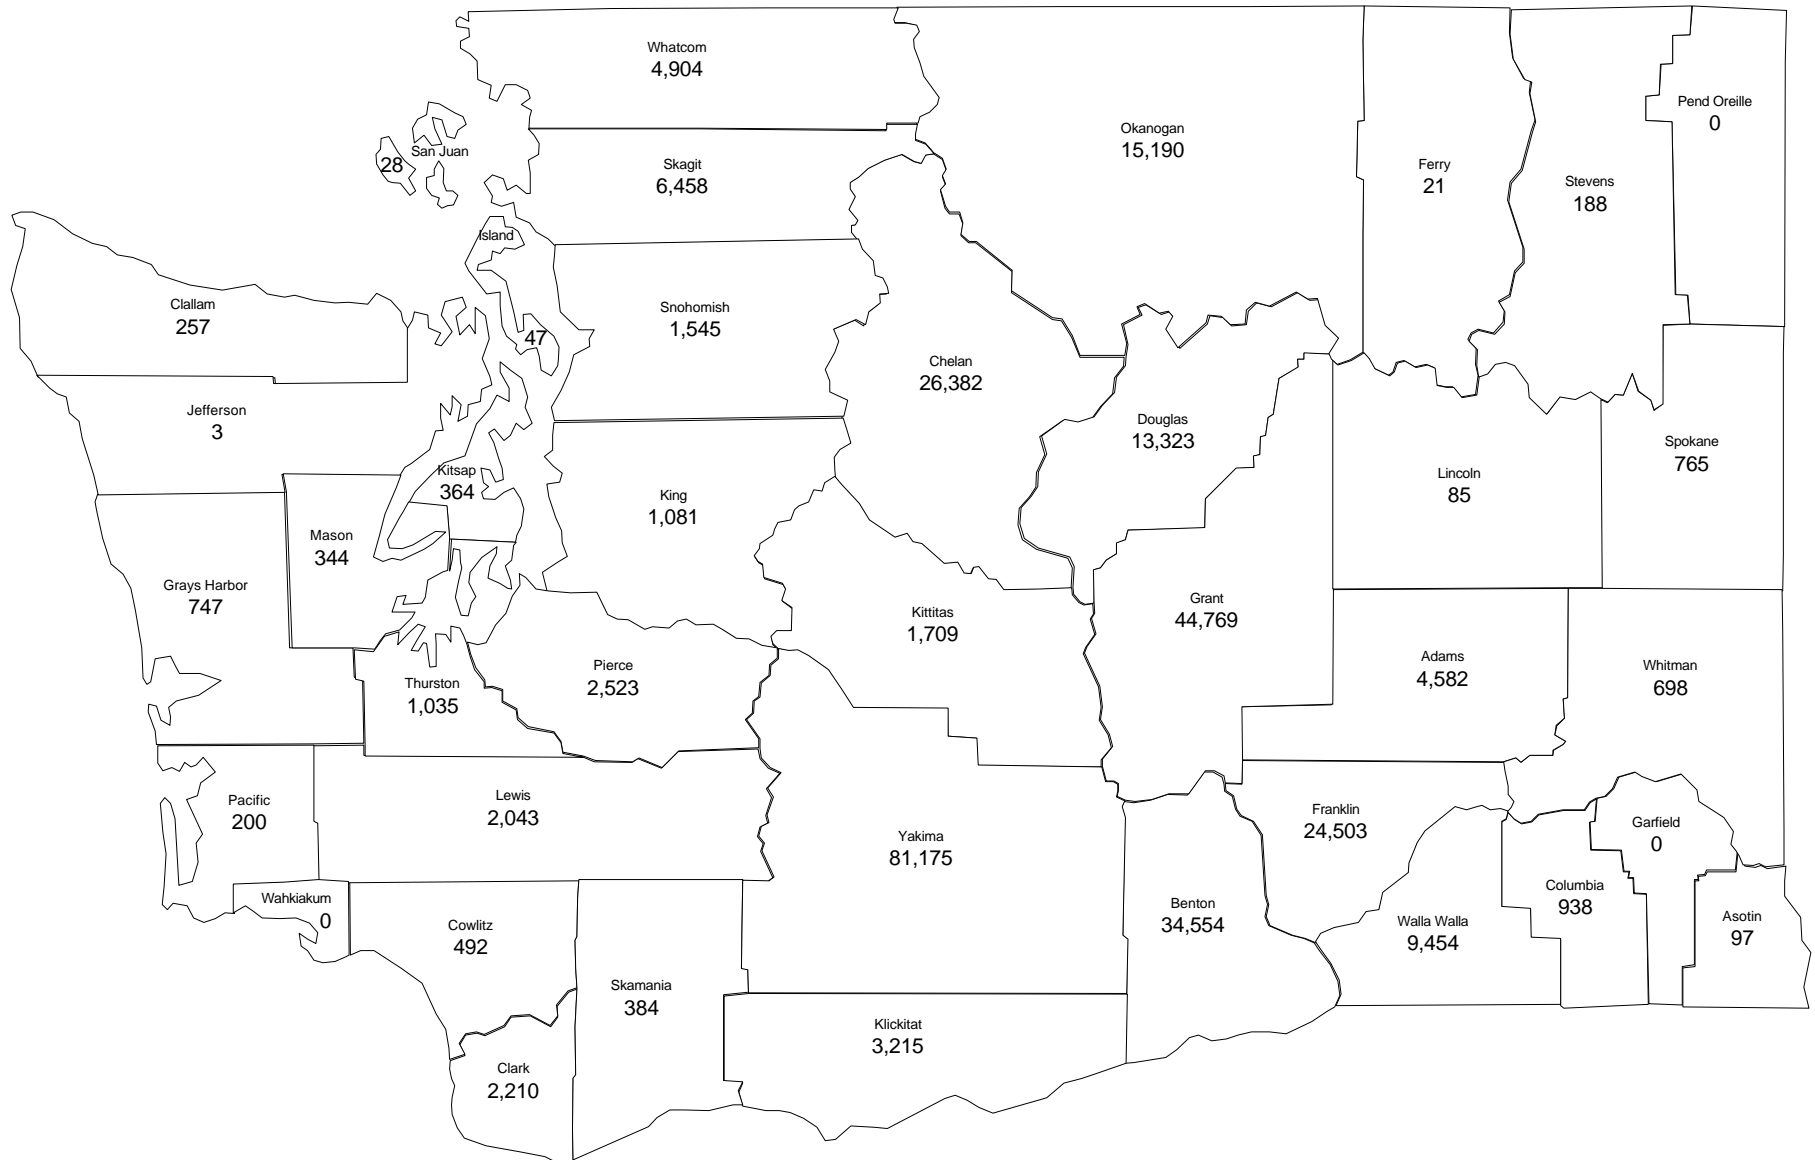 Whatcom
4,904
San Juan
28
Skagit
6,458
Island
47
Okanogan
15,190
Ferry
21
Stevens
188
Pend Oreille
0
Clallam
257
Snohomish
1,545
Chelan
26,382
Jefferson
3
Kitsap
364
Douglas
13,323
Lincoln
85
Spokane
765
King
1,081
Mason
344
Grays Harbor
747
Kittitas
1,709
Grant
44,769
Adams
4,582
Whitman
698
Thurston
1,035
Pierce
2,523
Pacific
200
Lewis
2,043
Yakima
81,175
Franklin
24,503
Garfield
0
Wahkiakum
0
Cowlitz
492
Benton
34,554
Walla Walla
9,454
Columbia
938
Asotin
97
Skamania
384
Klickitat
3,215
Clark
2,210